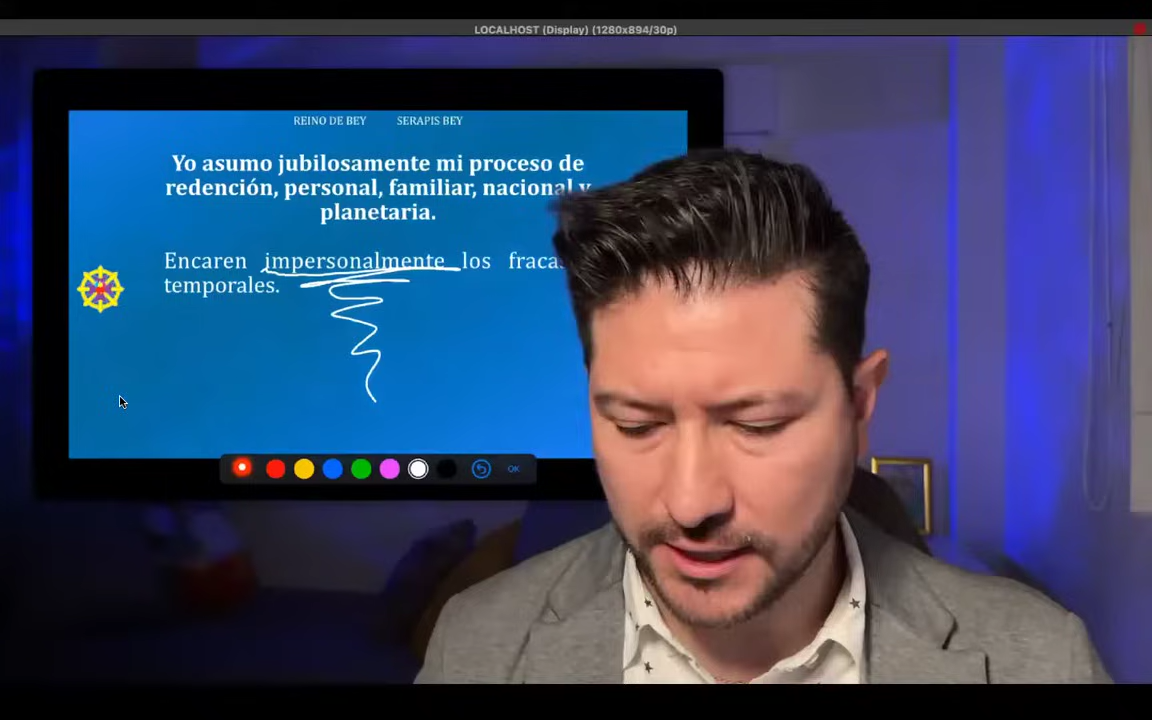 LOCALHOST (Display) (1280x894/30p)
REINO DE BEY SERAPIS BEY
Yo asumo jubilosamente mi proceso de
redención, personal, familiar, nacional y
planetaria.
Encaren impersonalmente los
temporales.
OK